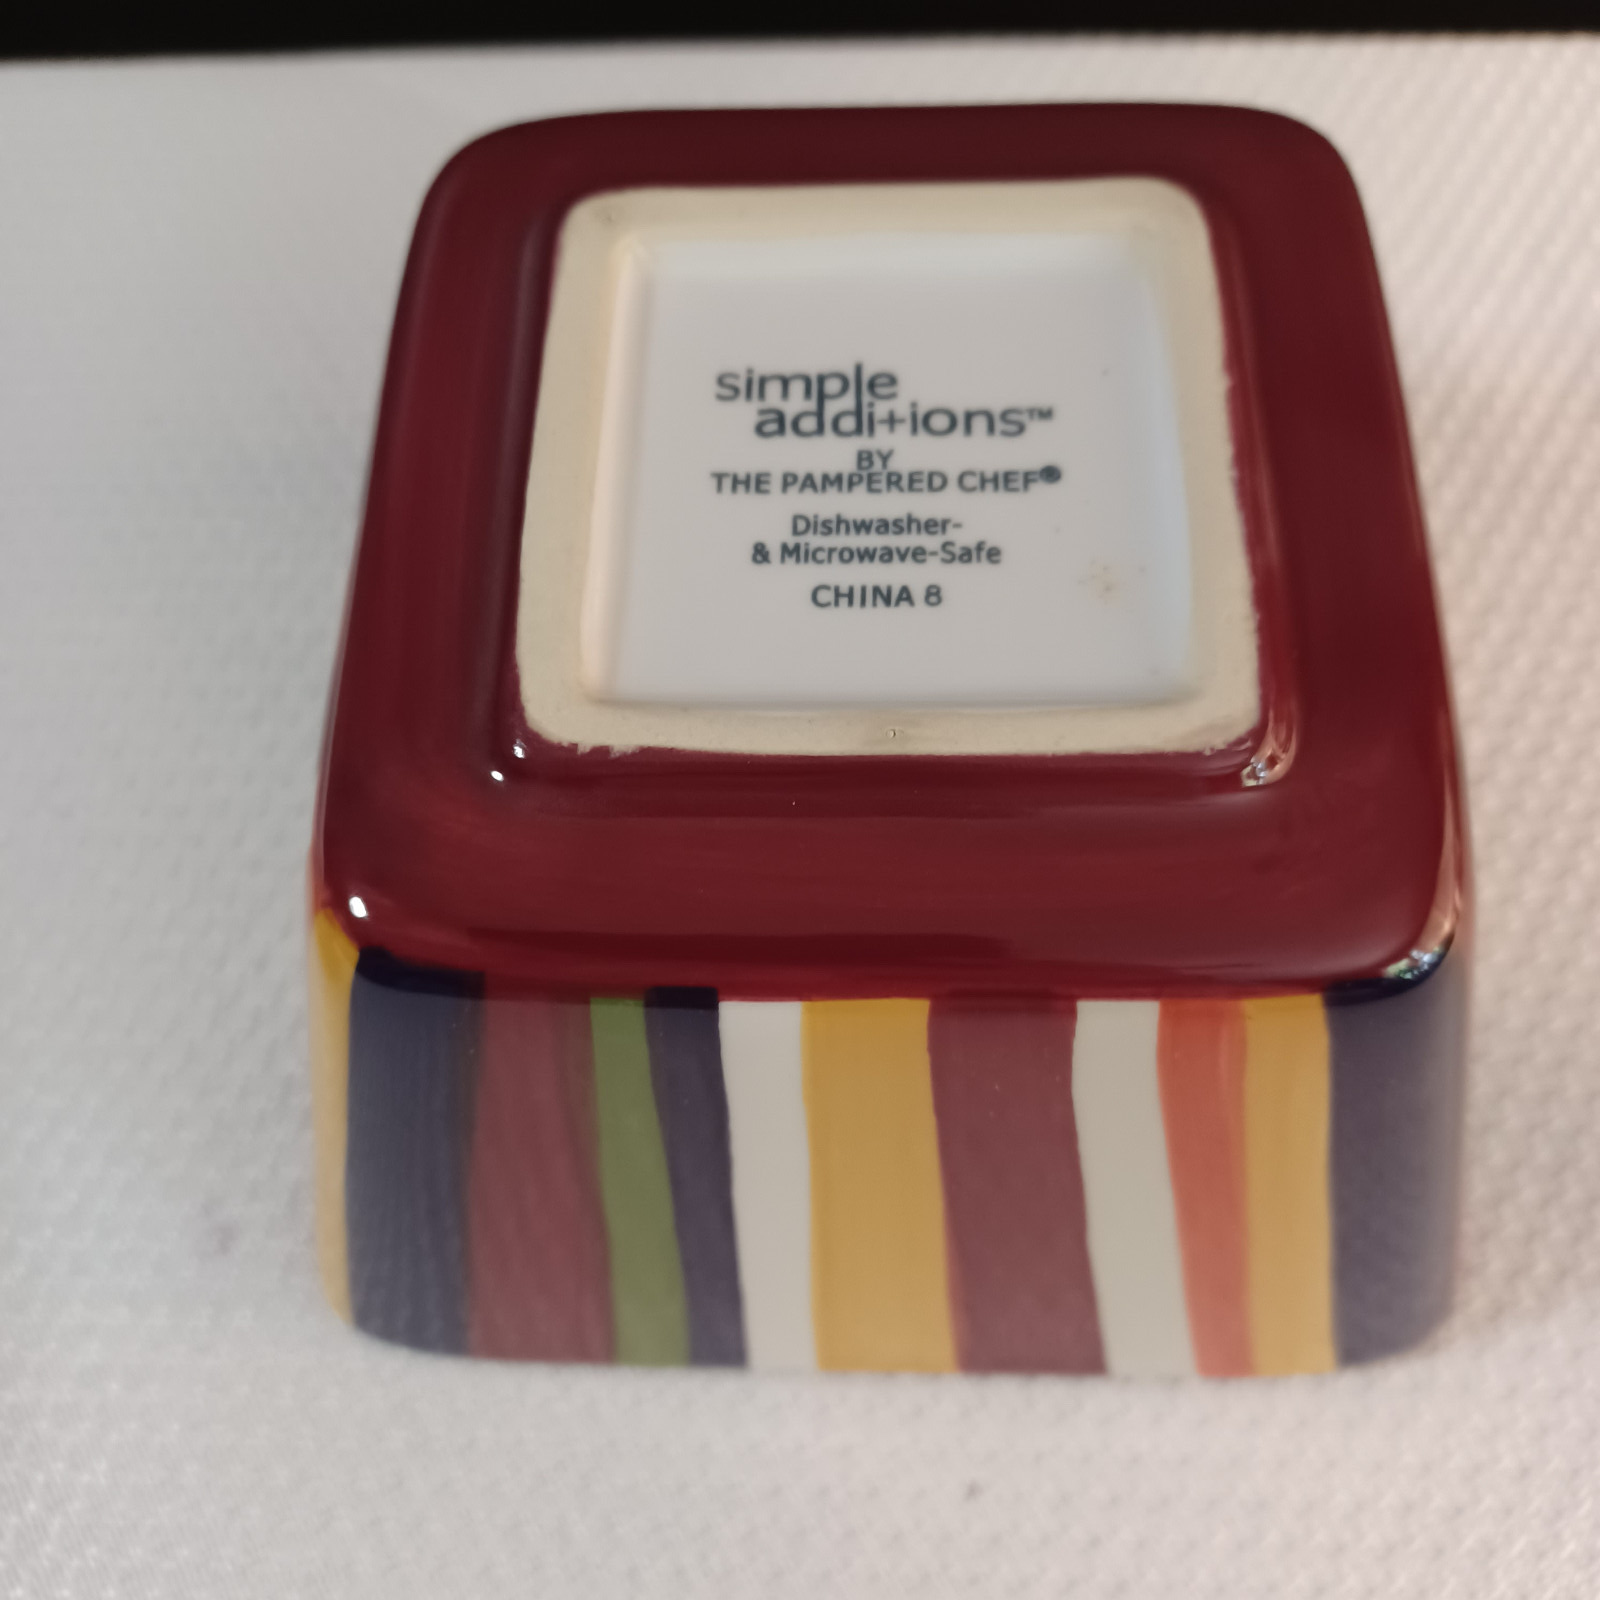 simple
addi+ions™
BY
THE PAMPERED CHEF®
Dishwasher-
& Microwave-Safe
CHINA 8